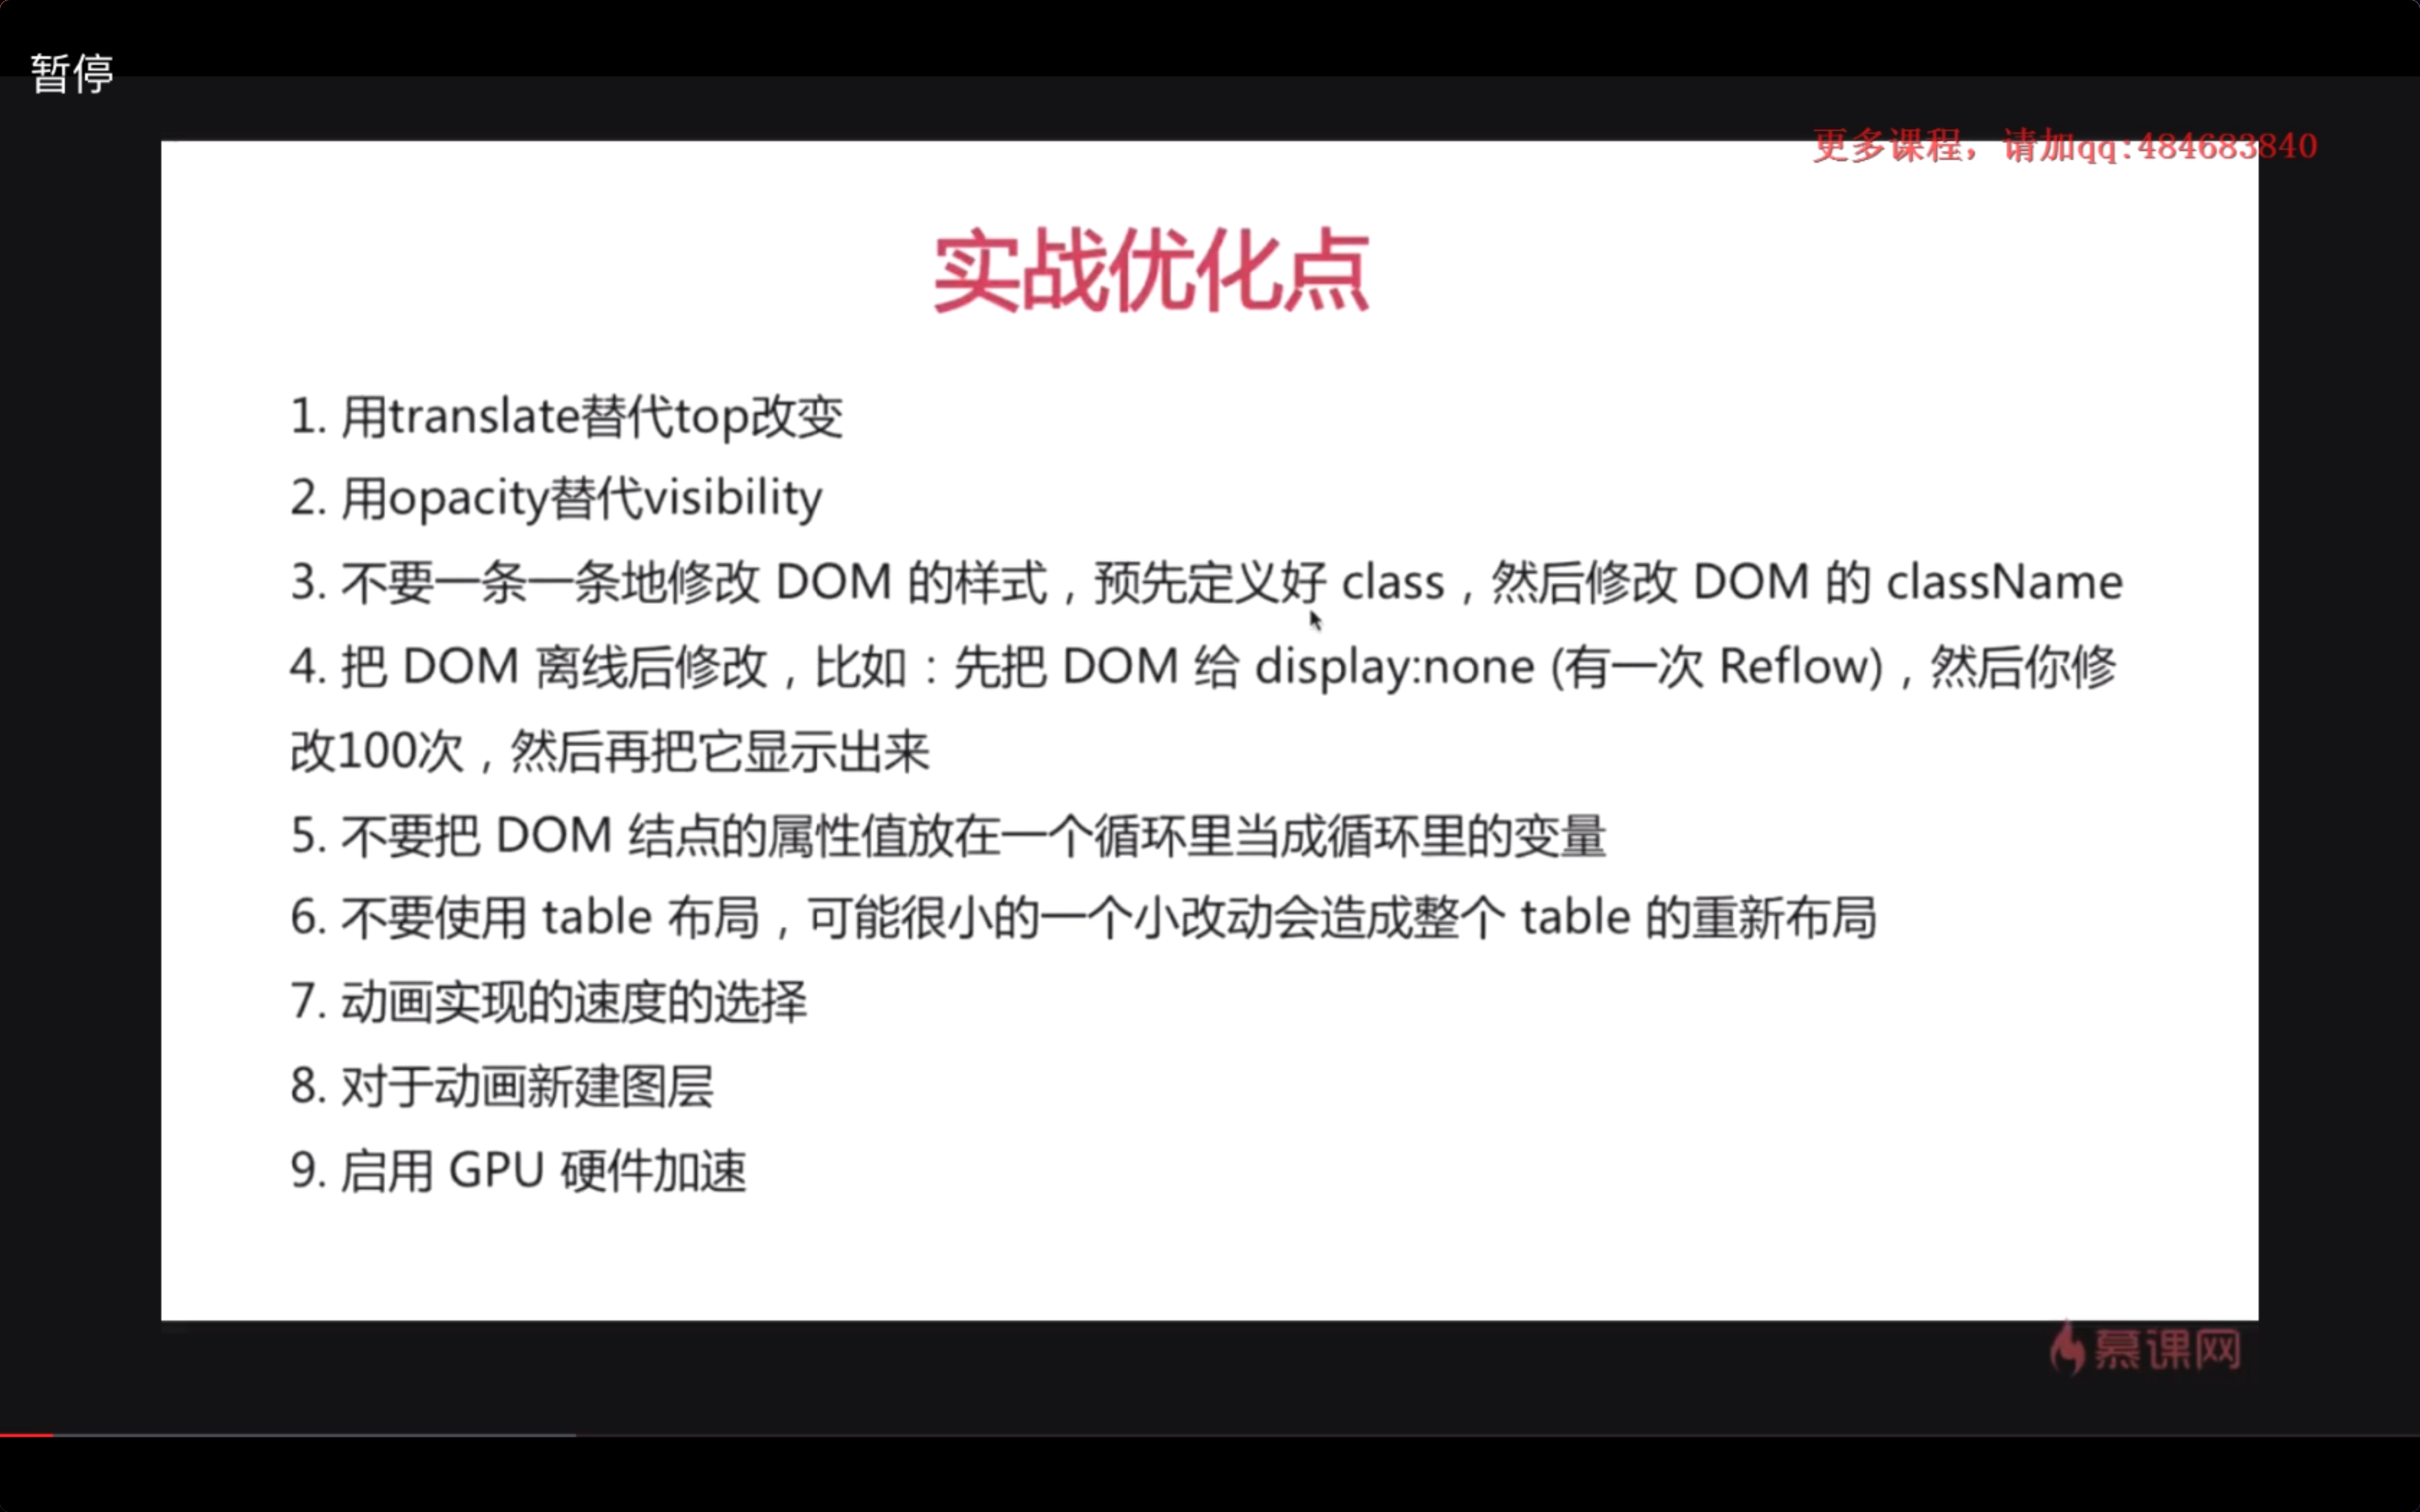 暂停
更多课程，请加qq:484683840
实战优化点
1. 用translate替代top改变
2. 用opacity替代visibility
3. 不要一条一条地修改 DOM 的样式，预先定义好 class，然后修改 DOM 的 className
4. 把 DOM 离线后修改，比如：先把 DOM 给 display:none (有一次 Reflow)，然后你修
改100次，然后再把它显示出来
5. 不要把 DOM 结点的属性值放在一个循环里当成循环里的变量
6. 不要使用 table 布局，可能很小的一个小改动会造成整个 table 的重新布局
7. 动画实现的速度的选择
8. 对于动画新建图层
9. 启用 GPU 硬件加速
慕课网